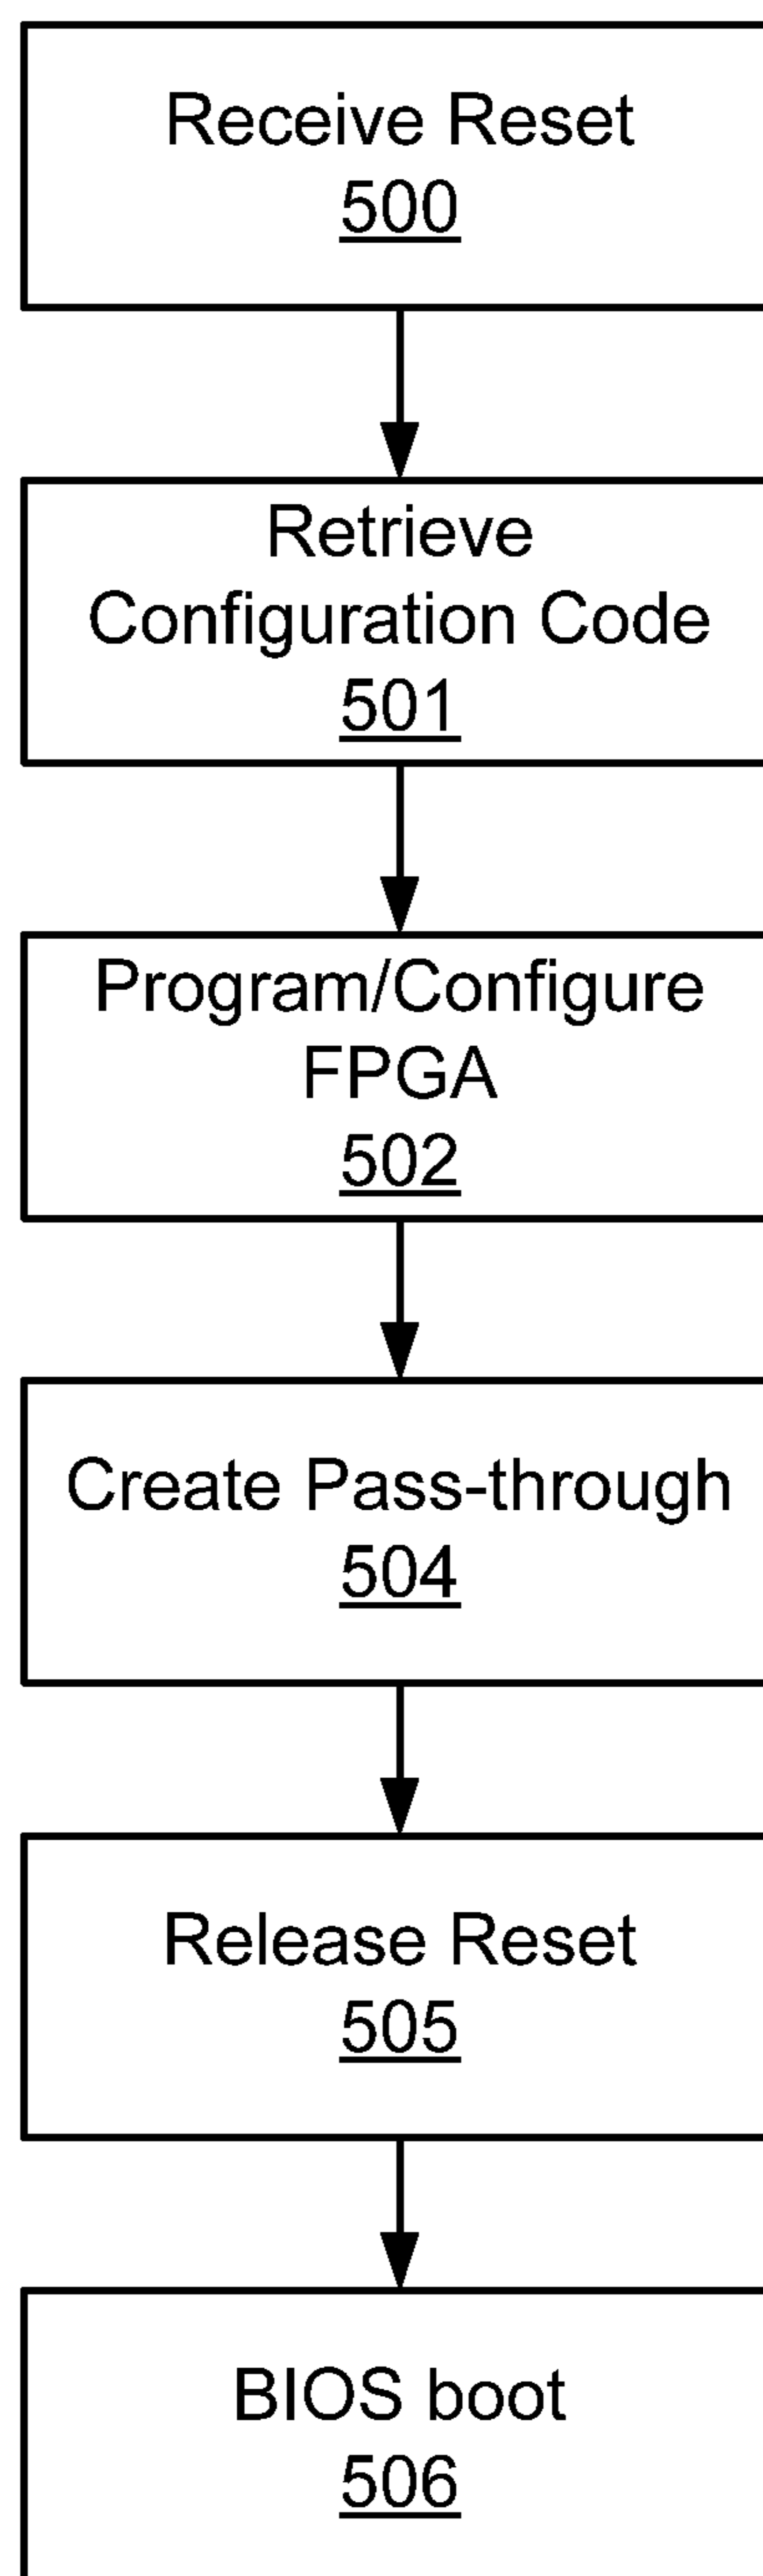 Receive Reset
500
Retrieve
Configuration Code
501
Program/Configure
FPGA
502
Create Pass-through
504
Release Reset
505
BIOS boot
506